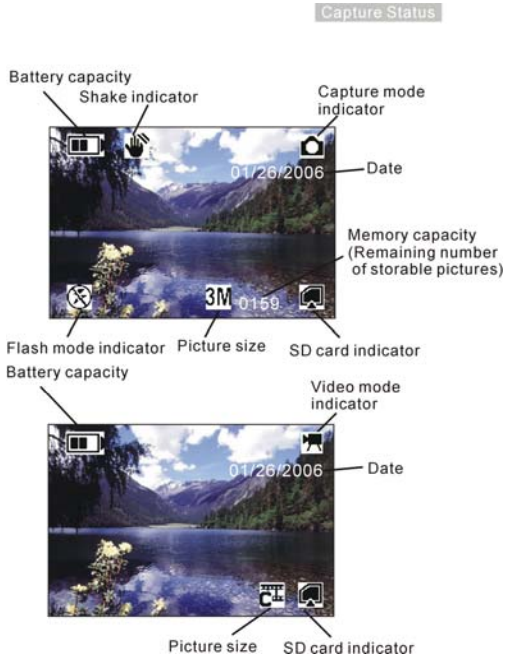 Capture Status
Battery capacity
Shake indicator
Capture mode
indicator
01/26/2006
Date
Memory capacity
(Remaining number
of storable pictures)
3M
0159
Flash mode indicator
Picture size
SD card indicator
Battery capacity
Video mode
indicator
01/26/2006
Date
C
Picture size
SD card indicator